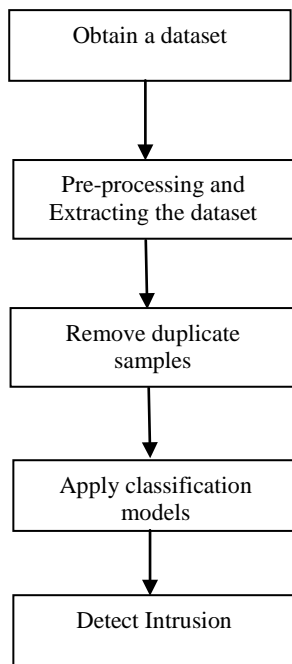 Obtain a dataset
Pre-processing and
Extracting the dataset
Remove duplicate
samples
Apply classification
models
Detect Intrusion